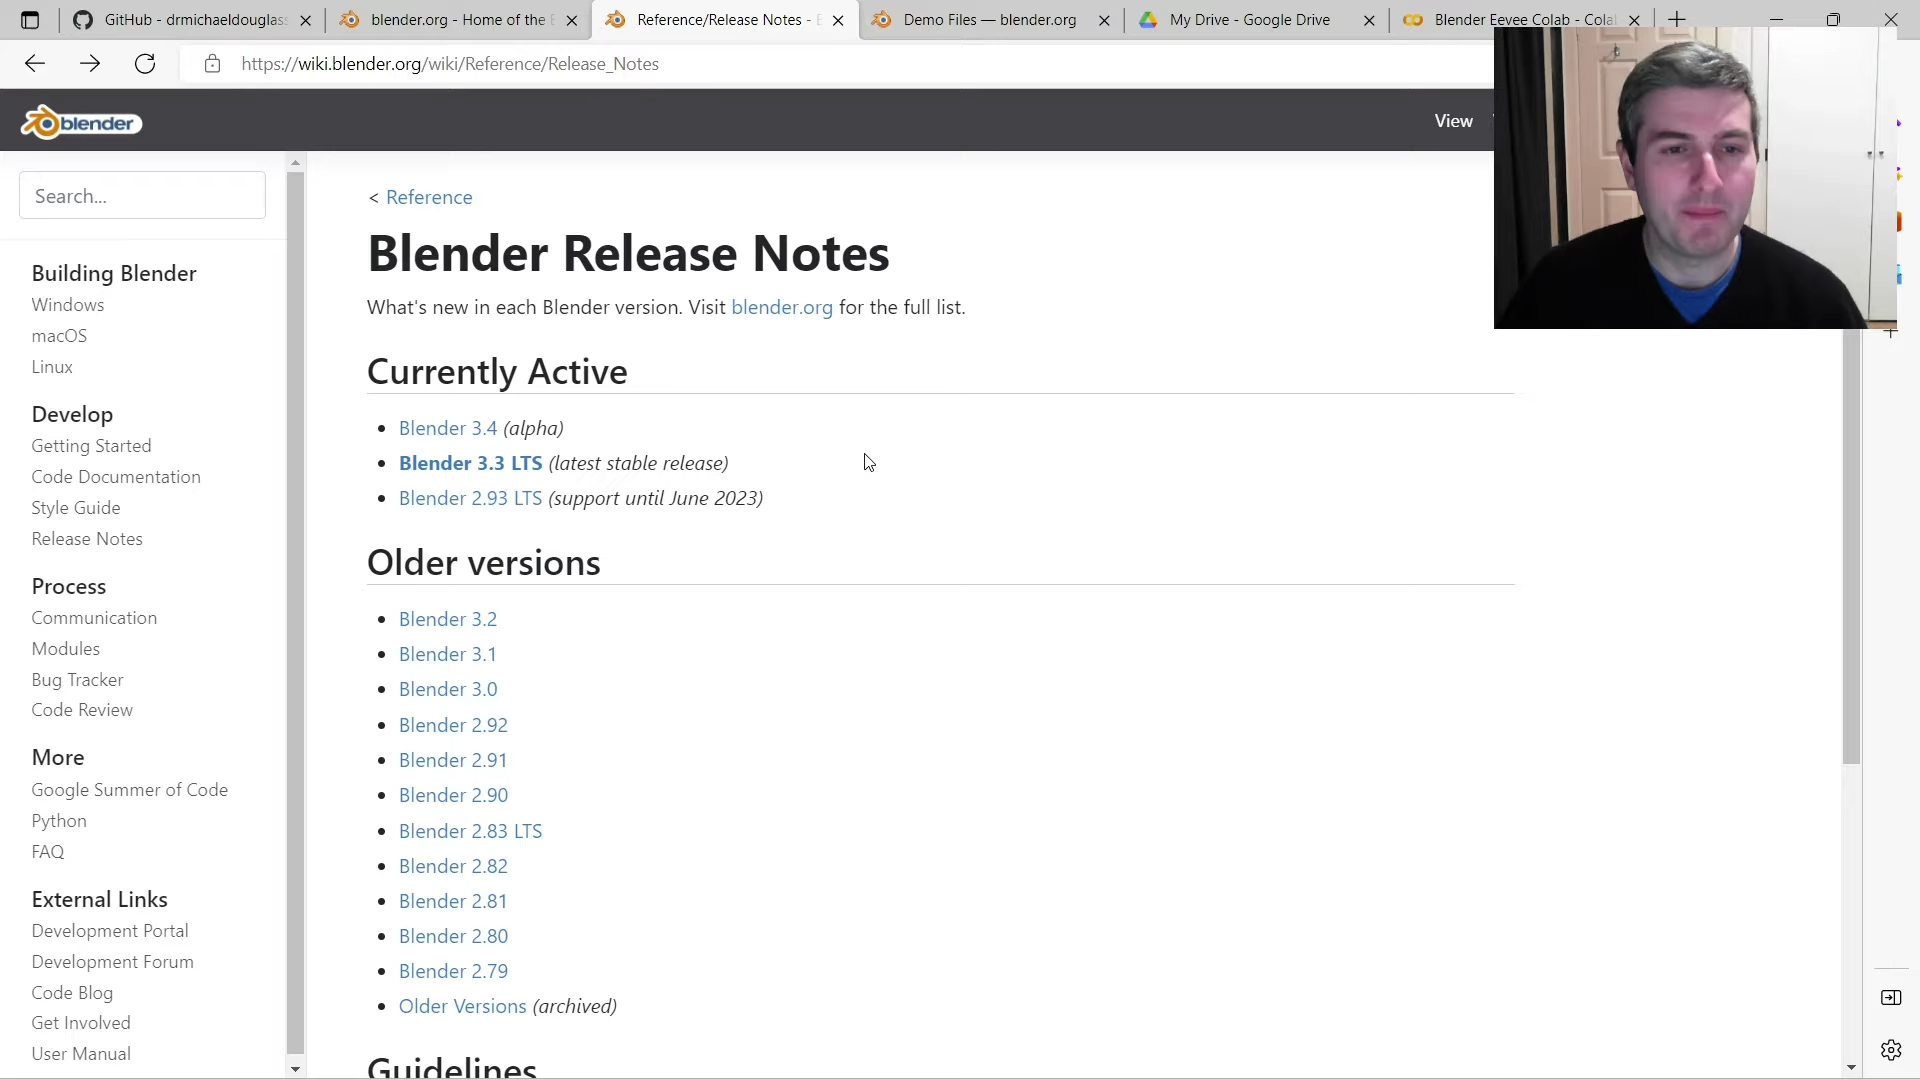 GitHub - drmichaeldouglass
blender.org - Home of the B
Reference/Release Notes - B
Demo Files — blender.org
My Drive - Google Drive
Blender Eevee Colab - Cola
https://wiki.blender.org/wiki/Reference/Release_Notes
blender
View
Search...
Building Blender
Windows
macOS
Linux
Develop
Getting Started
Code Documentation
Style Guide
Release Notes
Process
Communication
Modules
Bug Tracker
Code Review
More
Google Summer of Code
Python
FAQ
External Links
Development Portal
Development Forum
Code Blog
Get Involved
User Manual
< Reference
Blender Release Notes
What's new in each Blender version. Visit blender.org for the full list.
Currently Active
Blender 3.4 (alpha)
Blender 3.3 LTS (latest stable release)
Blender 2.93 LTS (support until June 2023)
Older versions
Blender 3.2
Blender 3.1
Blender 3.0
Blender 2.92
Blender 2.91
Blender 2.90
Blender 2.83 LTS
Blender 2.82
Blender 2.81
Blender 2.80
Blender 2.79
Older Versions (archived)
Guidelines